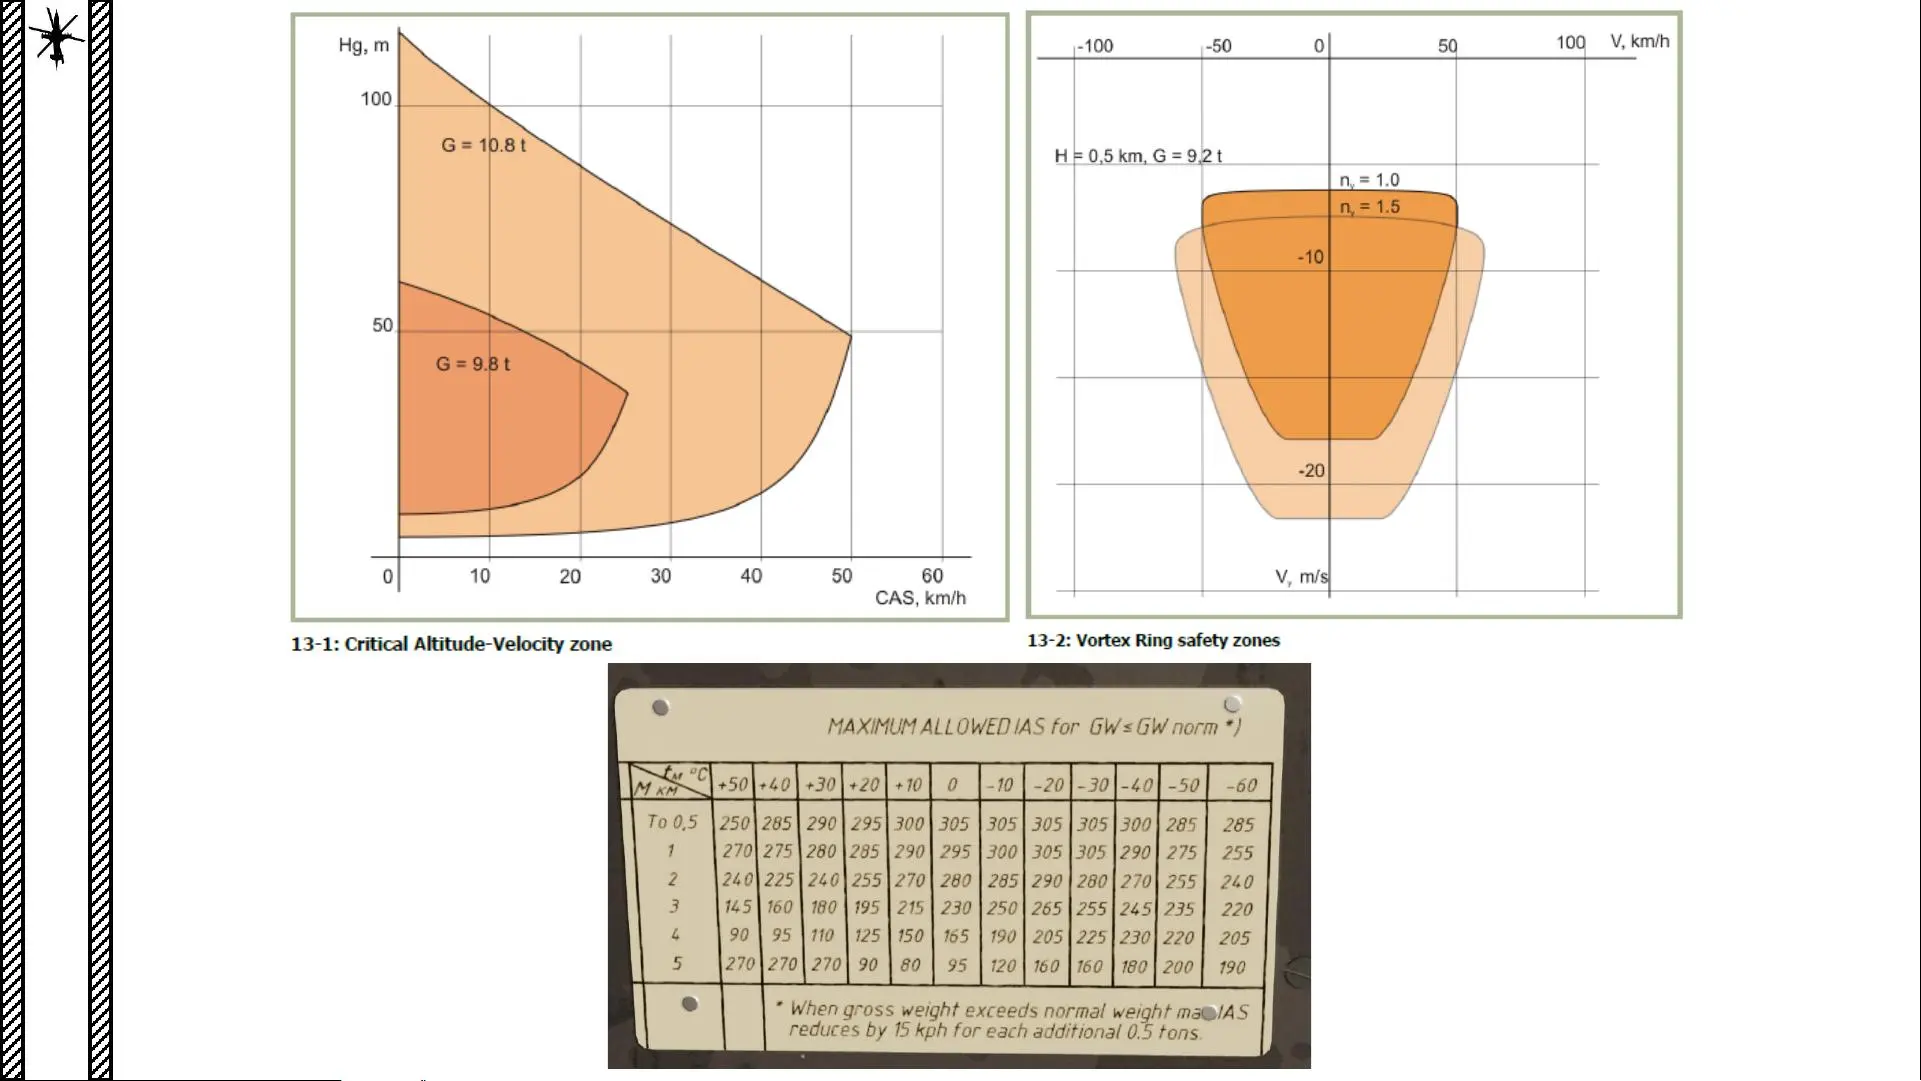 Hg, m
100
G = 10.8 t
50
G = 9.8 t
0 10 20 30 40 50 60
CAS, km/h
13-1: Critical Altitude-Velocity zone
-100 -50 0 50 100 V, km/h
H = 0,5 km, G = 9,2 t
ny = 1.0
ny = 1.5
-10
-20
Vy m/s
13-2: Vortex Ring safety zones
MAXIMUM ALLOWED IAS for GW ≤ GW norm *)
tM °C
M KM
+50 +40 +30 +20 +10 0 -10 -20 -30 -40 -50 -60
To 0,5 250 285 290 295 300 305 305 305 305 300 285 285
1 270 275 280 285 290 295 300 305 305 290 275 255
2 240 225 240 255 270 280 285 290 280 270 255 240
3 145 160 180 195 215 230 250 265 255 245 235 220
4 90 95 110 125 150 165 190 205 225 230 220 205
5 270 270 270 90 80 95 120 160 160 180 200 190
* When gross weight exceeds normal weight IAS
reduces by 15 kph for each additional 0.5 tons.